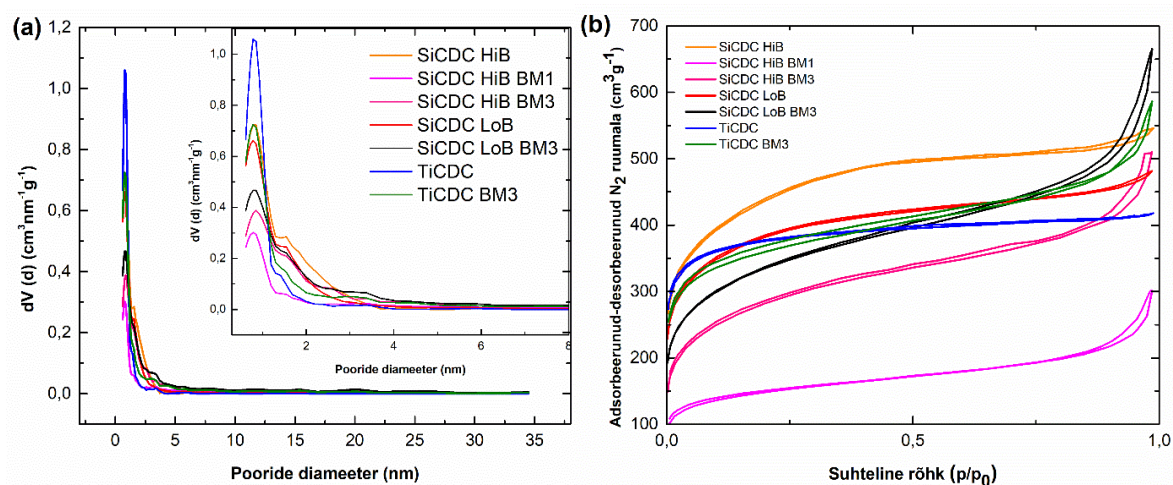 (a)
1,2
1,0
0,8
0,6
0,4
0,2
0,0
dV (d) (cm³nm⁻¹g⁻¹)
0
5
10
15
20
25
30
35
Pooride diameeter (nm)
1,0
0,8
0,6
0,4
0,2
0,0
dV (d) (cm³nm⁻¹g⁻¹)
2
4
6
8
Pooride diameeter (nm)
SiCDC HiB
SiCDC HiB BM1
SiCDC HiB BM3
SiCDC LoB
SiCDC LoB BM3
TiCDC
TiCDC BM3
(b)
700
600
500
400
300
200
100
Adsorbeerunud-desorbeerunud N₂ ruumala (cm³g⁻¹)
SiCDC HiB
SiCDC HiB BM1
SiCDC HiB BM3
SiCDC LoB
SiCDC LoB BM3
TiCDC
TiCDC BM3
0,0
0,5
1,0
Suhteline rõhk (p/p₀)